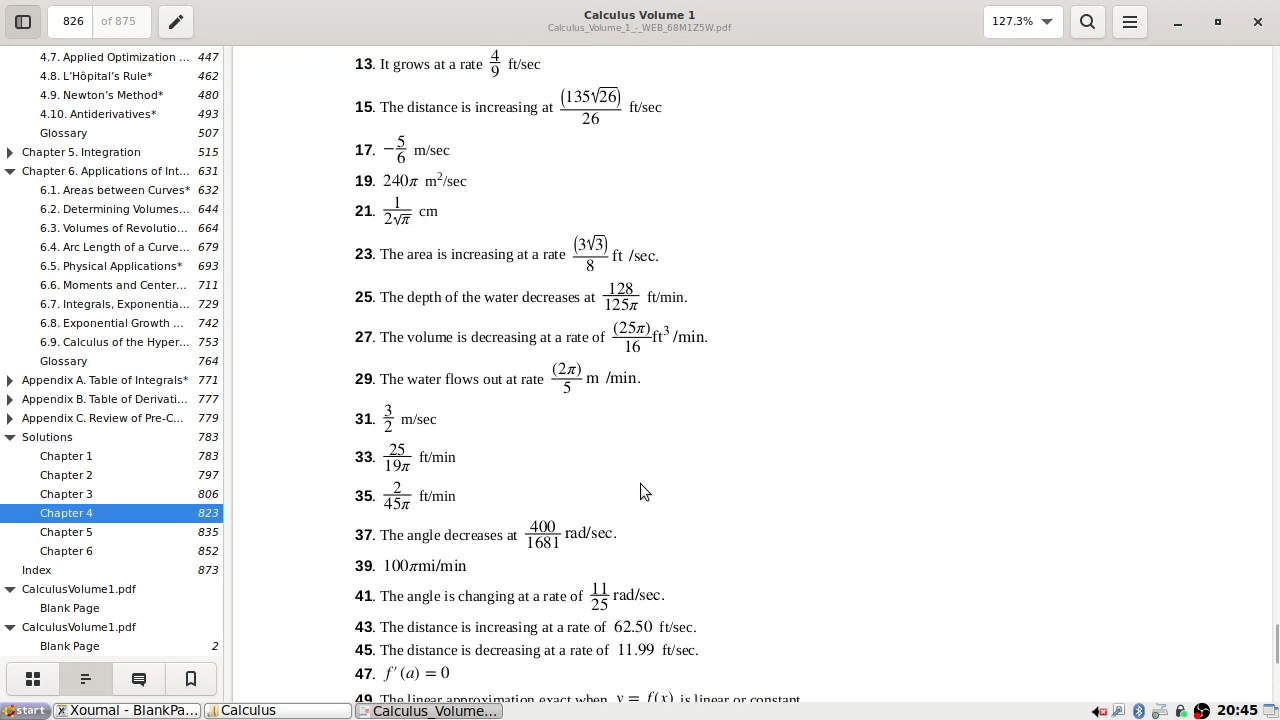 826 of 875
Calculus Volume 1
Calculus_Volume_1_-_WEB_68M1Z5W.pdf
127.3%
4.7. Applied Optimization ... 447
4.8. L’Hôpital’s Rule* 462
4.9. Newton’s Method* 480
4.10. Antiderivatives* 493
Glossary 507
Chapter 5. Integration 515
Chapter 6. Applications of Int... 631
6.1. Areas between Curves* 632
6.2. Determining Volumes... 644
6.3. Volumes of Revolutio... 664
6.4. Arc Length of a Curve... 679
6.5. Physical Applications* 693
6.6. Moments and Center... 711
6.7. Integrals, Exponentia... 729
6.8. Exponential Growth ... 742
6.9. Calculus of the Hyper... 753
Glossary 764
Appendix A. Table of Integrals* 771
Appendix B. Table of Derivati... 777
Appendix C. Review of Pre-C... 779
Solutions 783
Chapter 1 783
Chapter 2 797
Chapter 3 806
Chapter 4 823
Chapter 5 835
Chapter 6 852
Index 873
CalculusVolume1.pdf
Blank Page
CalculusVolume1.pdf
Blank Page 2
13. It grows at a rate 4/9 ft/sec
15. The distance is increasing at (135√26)/26 ft/sec
17. −5/6 m/sec
19. 240π m²/sec
21. 1/(2√π) cm
23. The area is increasing at a rate (3√3)/8 ft /sec.
25. The depth of the water decreases at 128/125π ft/min.
27. The volume is decreasing at a rate of (25π)/16 ft³ /min.
29. The water flows out at rate (2π)/5 m /min.
31. 3/2 m/sec
33. 25/19π ft/min
35. 2/45π ft/min
37. The angle decreases at 400/1681 rad/sec.
39. 100πmi/min
41. The angle is changing at a rate of 11/25 rad/sec.
43. The distance is increasing at a rate of 62.50 ft/sec.
45. The distance is decreasing at a rate of 11.99 ft/sec.
47. f′(a) = 0
49. The linear approximation exact when y = f(x) is linear or constant.
start
Xournal - BlankPa...
Calculus
Calculus_Volume...
20:45